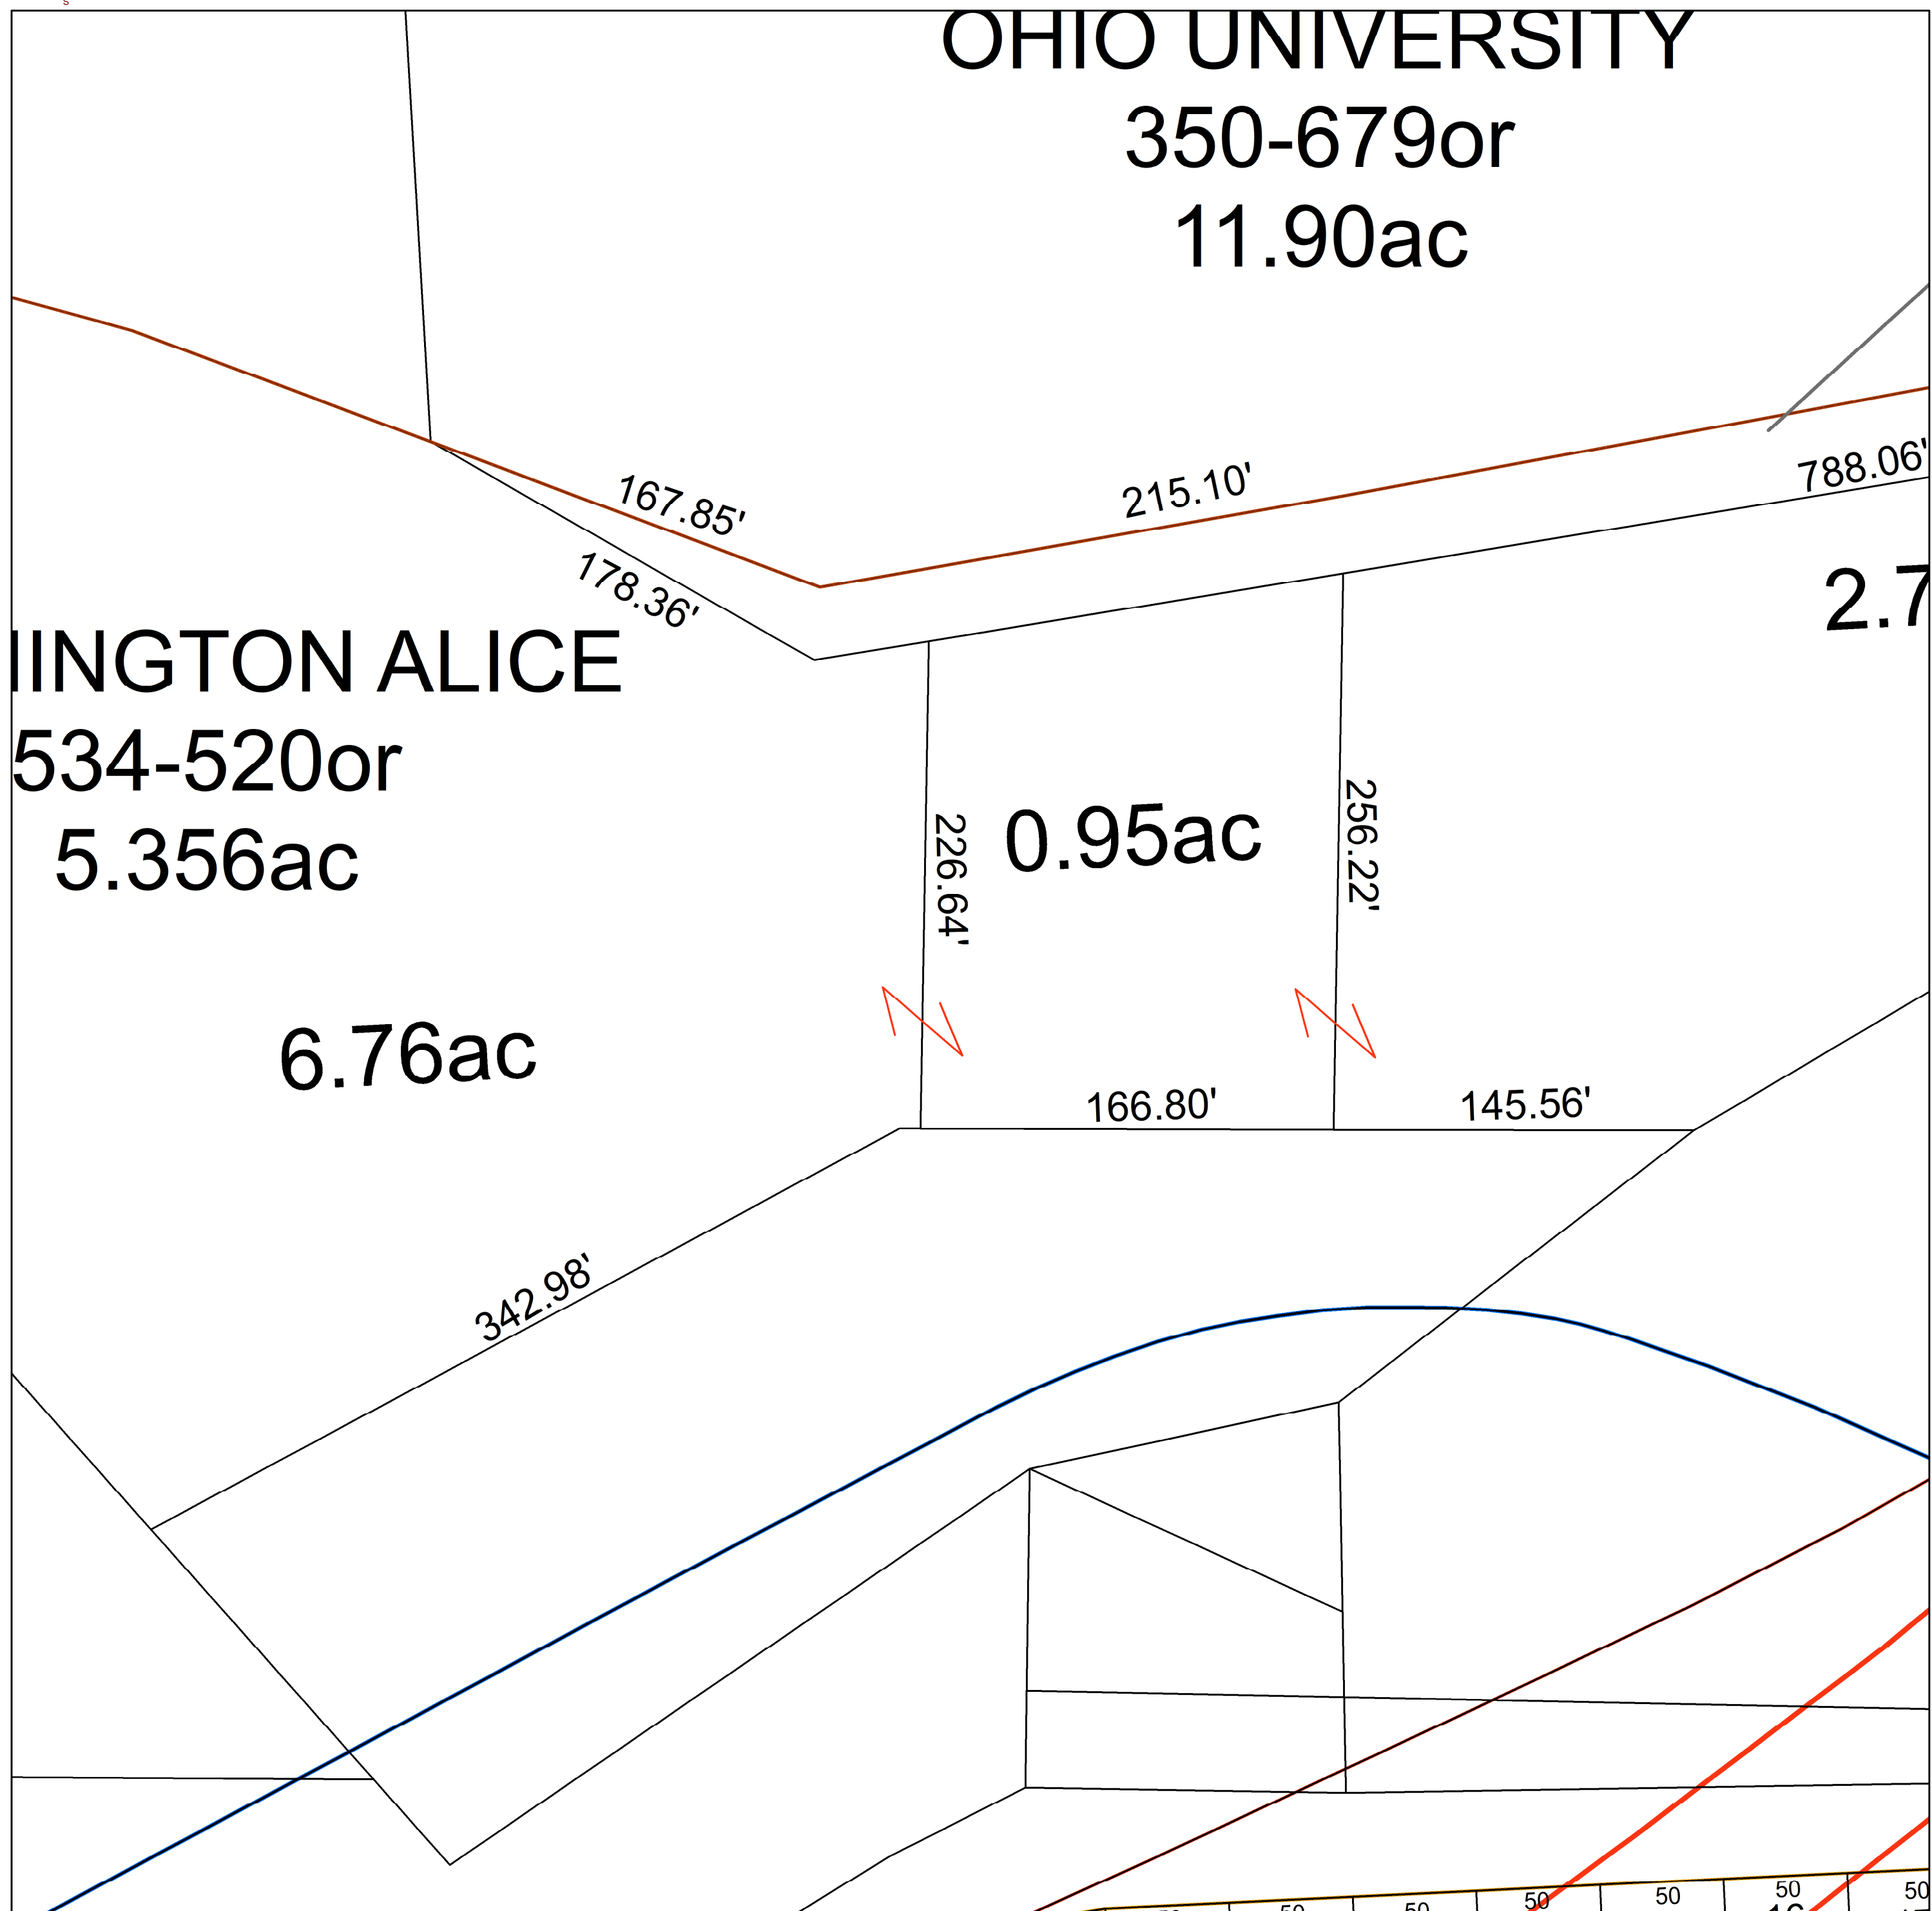 OHIO UNIVERSITY
350-679or
11.90ac
167.85'
215.10'
788.06'
178.36'
2.7
IINGTON ALICE
534-520or
5.356ac
226.64'
0.95ac
256.22'
6.76ac
166.80'
145.56'
342.98'
50
50
50
50
50
50
16